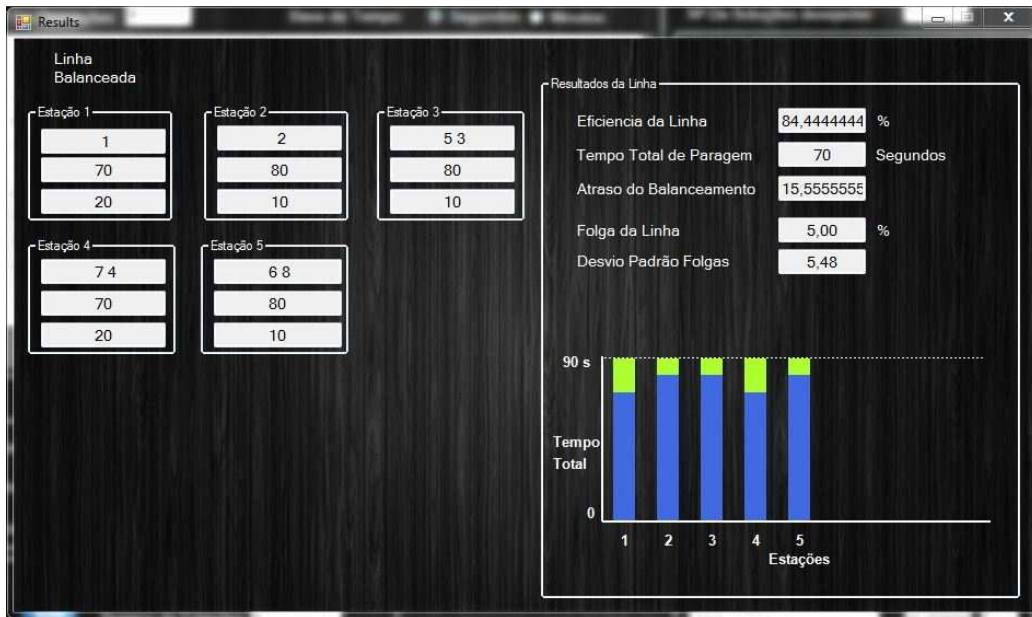 Results
Linha
Balanceada
Estação 1
1
70
20
Estação 2
2
80
10
Estação 3
5 3
80
10
Estação 4
7 4
70
20
Estação 5
6 8
80
10
Resultados da Linha
Eficiencia da Linha 84,4444444 %
Tempo Total de Paragem 70 Segundos
Atraso do Balanceamento 15,5555555
Folga da Linha 5,00 %
Desvio Padrão Folgas 5,48
90 s
Tempo
Total
0
1 2 3 4 5
Estações